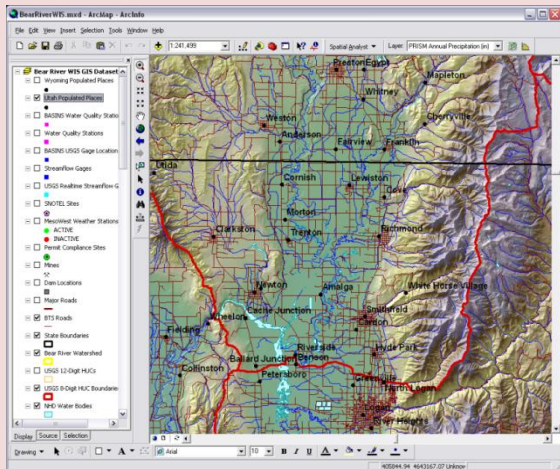 BearRiverWIS.mxd - ArcMap - ArcInfo
File Edit View Insert Selection Tools Window Help
1:241,499
Spatial Analyst
Layer: PRISM Annual Precipitation (in)
Bear River WIS GIS Dataset
Wyoming Populated Places
Utah Populated Places
BASINS Water Quality Stati
Water Quality Stations
BASINS USGS Gage Location
Streamflow Gages
USGS Realtime Streamflow G
SNOTEL Sites
MesoWest Weather Stations
ACTIVE
INACTIVE
Permit Compliance Sites
Mines
Dam Locations
Major Roads
BTS Roads
State Boundaries
Bear River Watershed
USGS 12-Digit HUCs
USGS 8-Digit HUC Boundarie
NHD Water Bodies
Display Source Selection
Preston
Egypt
Mapleton
Whitney
Weston
Cherryville
Anderson
Fairview
Franklin
Cornish
Lewiston
Cove
Morton
Clarkston
Trenton
Richmond
Newton
Amalga
White Horse Village
Wheelon
Cache Junction
Smithfield
Fielding
Riverside
Hyde Park
Ballard Junction
Benson
Collinston
Petersboro
North Logan
Logan
River Heights
Drawing
Arial
10
B I U
405044.94 4643167.07 Unknow